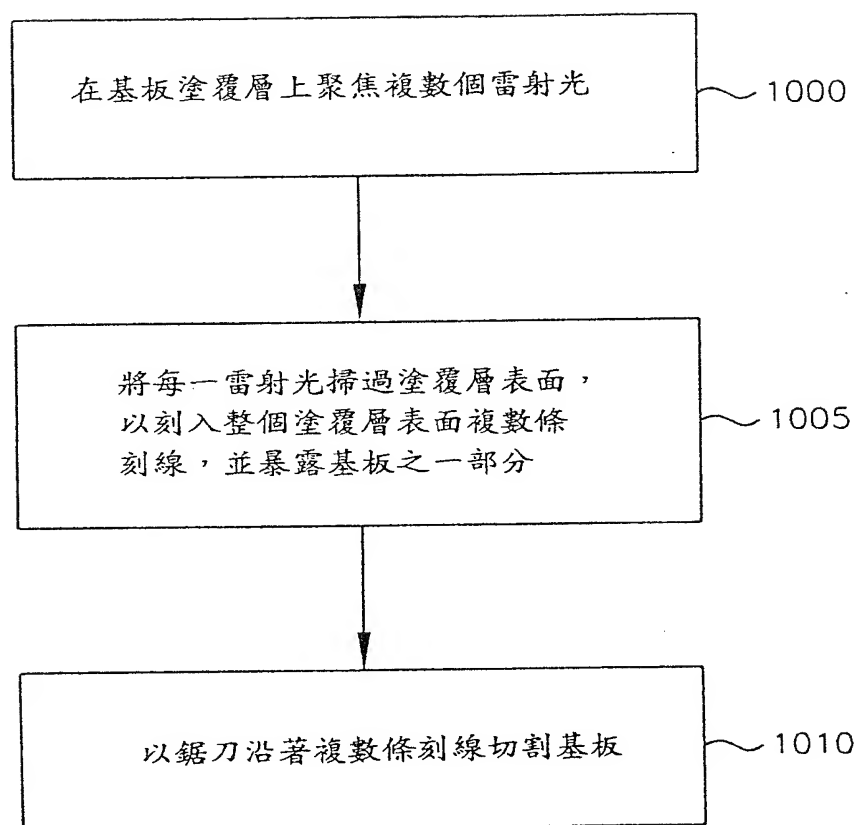 在基板塗覆層上聚焦複數個雷射光
1000
將每一雷射光掃過塗覆層表面，
以刻入整個塗覆層表面複數條
刻線，並暴露基板之一部分
1005
以鋸刀沿著複數條刻線切割基板
1010